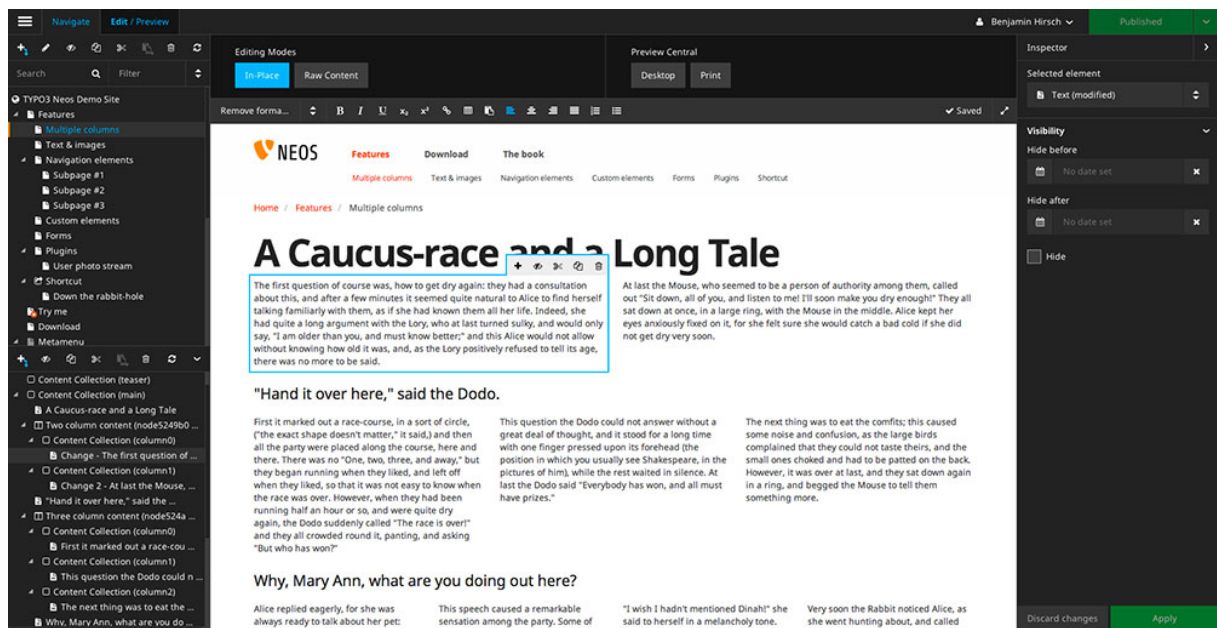 Navigate
Edit / Preview
Benjamin Hirsch
Published
Search
Filter
TYPO3 Neos Demo Site
Features
Multiple columns
Text & images
Navigation elements
Subpage #1
Subpage #2
Subpage #3
Custom elements
Forms
Plugins
User photo stream
Shortcut
Down the rabbit-hole
Try me
Download
Metamenu
Content Collection (teaser)
Content Collection (main)
A Caucus-race and a Long Tale
Two column content (node5249b0
Content Collection (column0)
Change - The first question of ...
Content Collection (column1)
Change 2 - At last the Mouse, ...
"Hand it over here," said the ...
Three column content (node524a ...
Content Collection (column0)
First it marked out a race-cou ...
Content Collection (column1)
This question the Dodo could n ...
Content Collection (column2)
The next thing was to eat the ...
Why, Mary Ann, what are you do ...
Editing Modes
In-Place
Raw Content
Preview Central
Desktop
Print
Remove forma...
B I U x₂ x²
Saved
NEOS
Features
Download
The book
Multiple columns
Text & images
Navigation elements
Custom elements
Forms
Plugins
Shortcut
Home / Features / Multiple columns
A Caucus-race and a Long Tale
The first question of course was, how to get dry again: they had a consultation
about this, and after a few minutes it seemed quite natural to Alice to find herself
talking familiarly with them, as if she had known them all her life. Indeed, she
had quite a long argument with the Lory, who at last turned sulky, and would only
say, "I am older than you, and must know better;" and this Alice would not allow
without knowing how old it was, and, as the Lory positively refused to tell its age,
there was no more to be said.
At last the Mouse, who seemed to be a person of authority among them, called
out "Sit down, all of you, and listen to me! I'll soon make you dry enough!" They all
sat down at once, in a large ring, with the Mouse in the middle. Alice kept her
eyes anxiously fixed on it, for she felt sure she would catch a bad cold if she did
not get dry very soon.
"Hand it over here," said the Dodo.
First it marked out a race-course, in a sort of circle,
("the exact shape doesn't matter," it said,) and then
all the party were placed along the course, here and
there. There was no "One, two, three, and away," but
they began running when they liked, and left off
when they liked, so that it was not easy to know when
the race was over. However, when they had been
running half an hour or so, and were quite dry
again, the Dodo suddenly called "The race is over!"
and they all crowded round it, panting, and asking
"But who has won?"
This question the Dodo could not answer without a
great deal of thought, and it stood for a long time
with one finger pressed upon its forehead (the
position in which you usually see Shakespeare, in the
pictures of him), while the rest waited in silence. At
last the Dodo said "Everybody has won, and all must
have prizes."
The next thing was to eat the comfits; this caused
some noise and confusion, as the large birds
complained that they could not taste theirs, and the
small ones choked and had to be patted on the back.
However, it was over at last, and they sat down again
in a ring, and begged the Mouse to tell them
something more.
Why, Mary Ann, what are you doing out here?
Alice replied eagerly, for she was
always ready to talk about her pet:
This speech caused a remarkable
sensation among the party. Some of
"I wish I hadn't mentioned Dinah!" she
said to herself in a melancholy tone.
Very soon the Rabbit noticed Alice, as
she went hunting about, and called
Inspector
Selected element
Text (modified)
Visibility
Hide before
No date set
Hide after
No date set
Hide
Discard changes
Apply